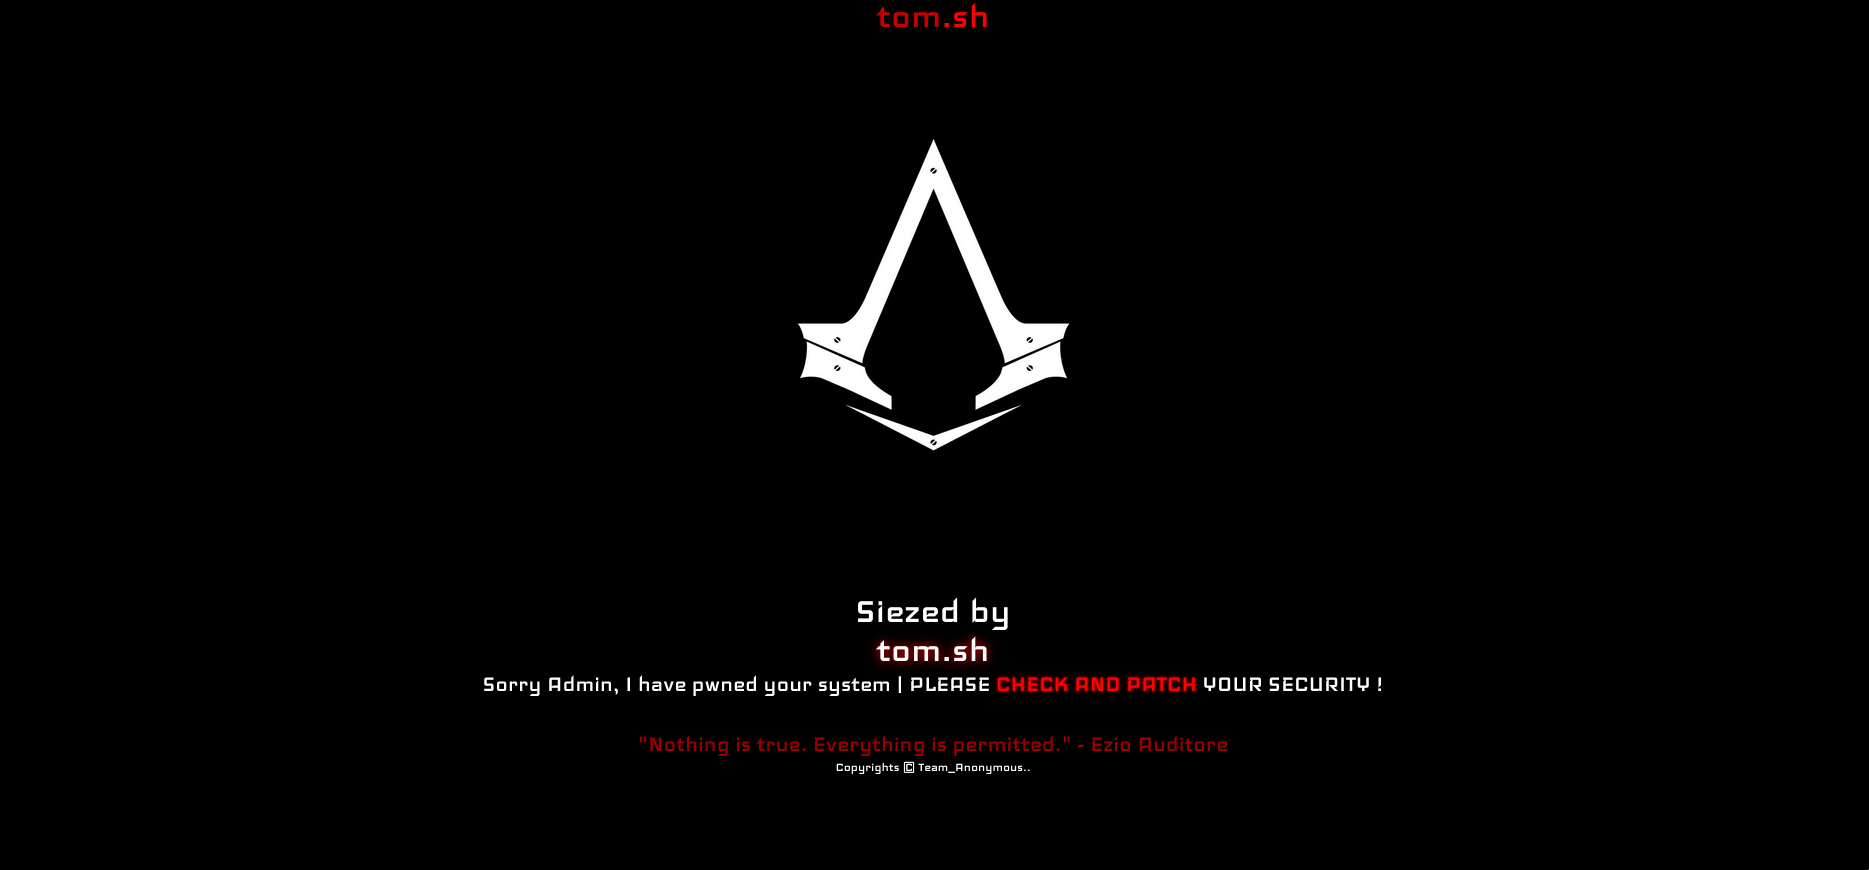 tom.sh
Siezed by
tom.sh
Sorry Admin, I have pwned your system | PLEASE CHECK AND PATCH YOUR SECURITY !
"Nothing is true. Everything is permitted." - Ezio Auditore
Copyrights © Team_Anonymous..